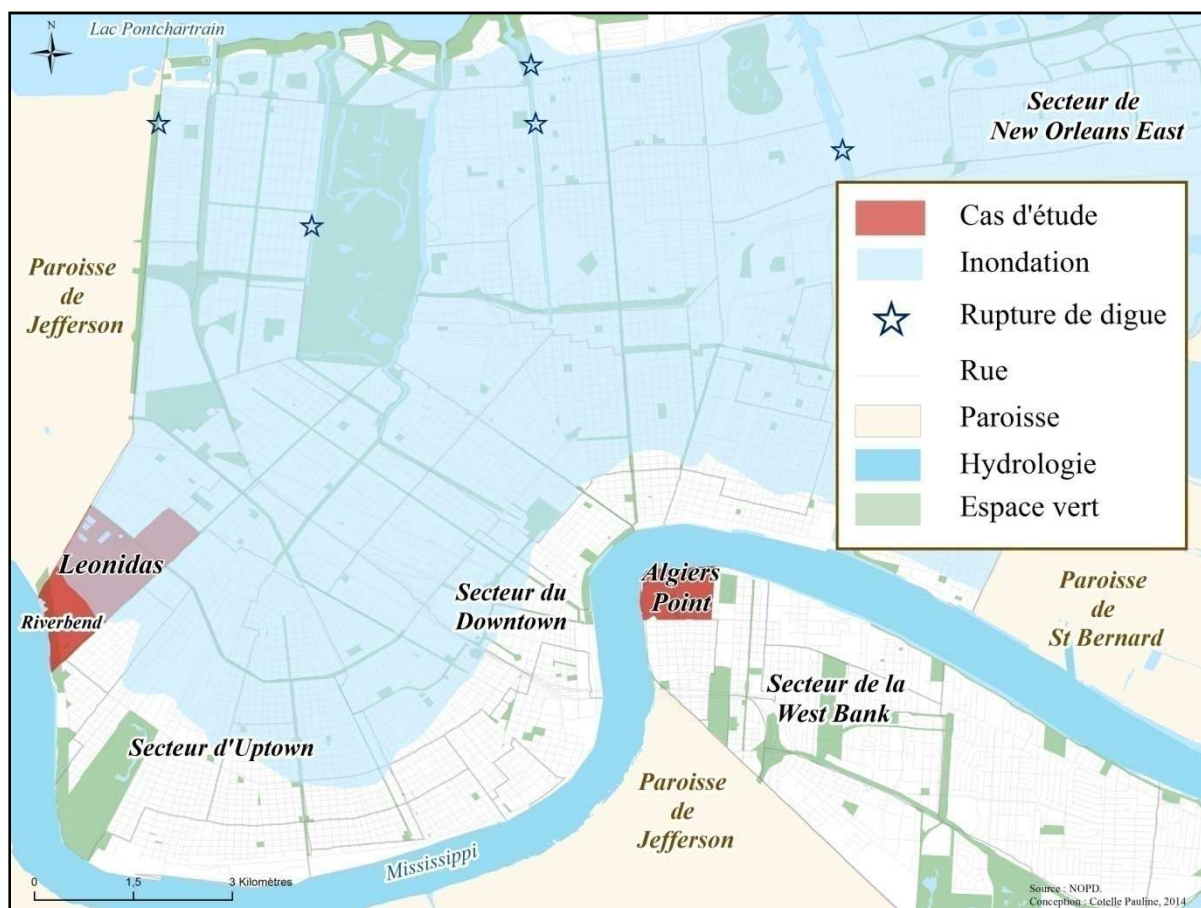 N
Lac Pontchartrain
Secteur de
New Orleans East
Cas d'étude
Inondation
Rupture de digue
Rue
Paroisse
Hydrologie
Espace vert
Paroisse
de
Jefferson
Leonidas
Riverbend
Secteur du
Downtown
Algiers
Point
Paroisse
de
St Bernard
Secteur de la
West Bank
Secteur d'Uptown
Paroisse
de
Jefferson
Mississippi
0 1,5 3 Kilomètres
Source : NOPD.
Conception : Cotelle Pauline, 2014